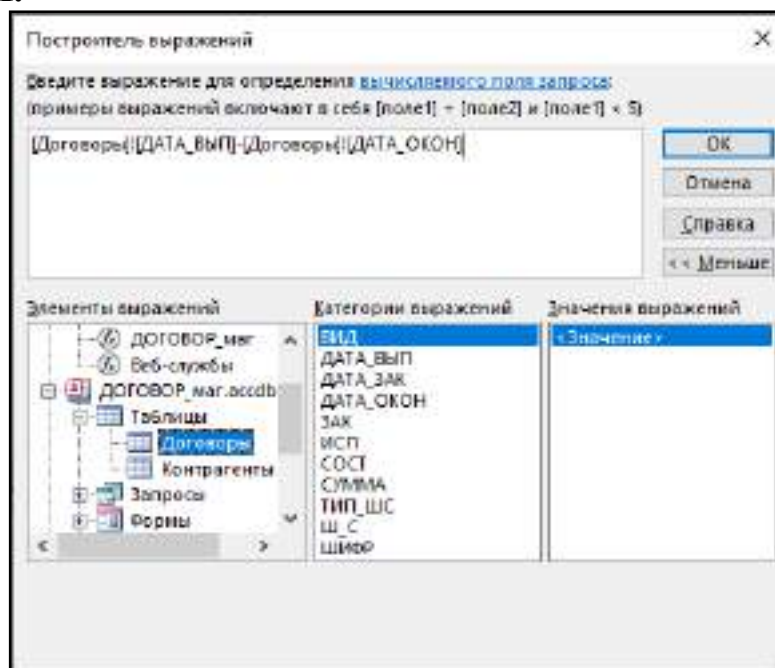 Построитель выражений
Введите выражение для определения вычисляемого поля запроса:
(примеры выражений включают в себя [поле1] + [поле2] и [поле1] < 5)
[Договоры]![ДАТА_ВЫП]-[Договоры]![ДАТА_ОКОН]
ОК
Отмена
Справка
<< Меньше
Элементы выражений
ДОГОВОР_маг
Веб-службы
ДОГОВОР_маг.accdb
Таблицы
Договоры
Контрагенты
Запросы
Формы
Категории выражений
ВИД
ДАТА_ВЫП
ДАТА_ЗАК
ДАТА_ОКОН
ЗАК
ИСП
СОСТ
СУММА
ТИП_ШС
Ш_С
ШИФР
Значения выражений
<Значение>